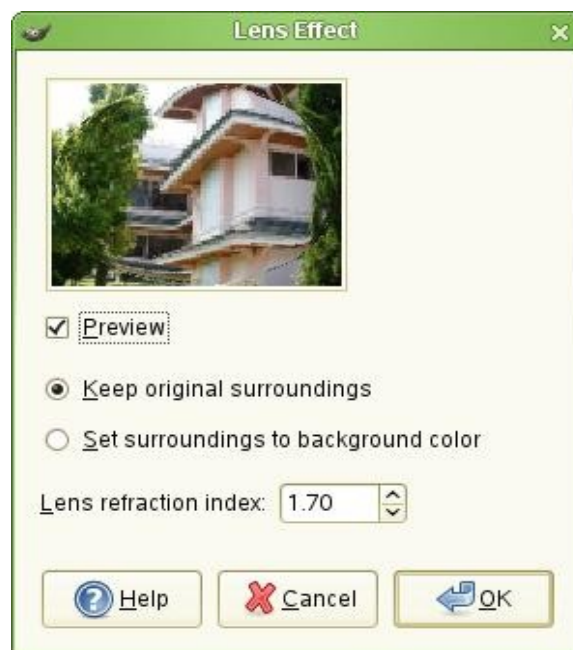 Lens Effect
Preview
Keep original surroundings
Set surroundings to background color
Lens refraction index: 1.70
Help Cancel OK